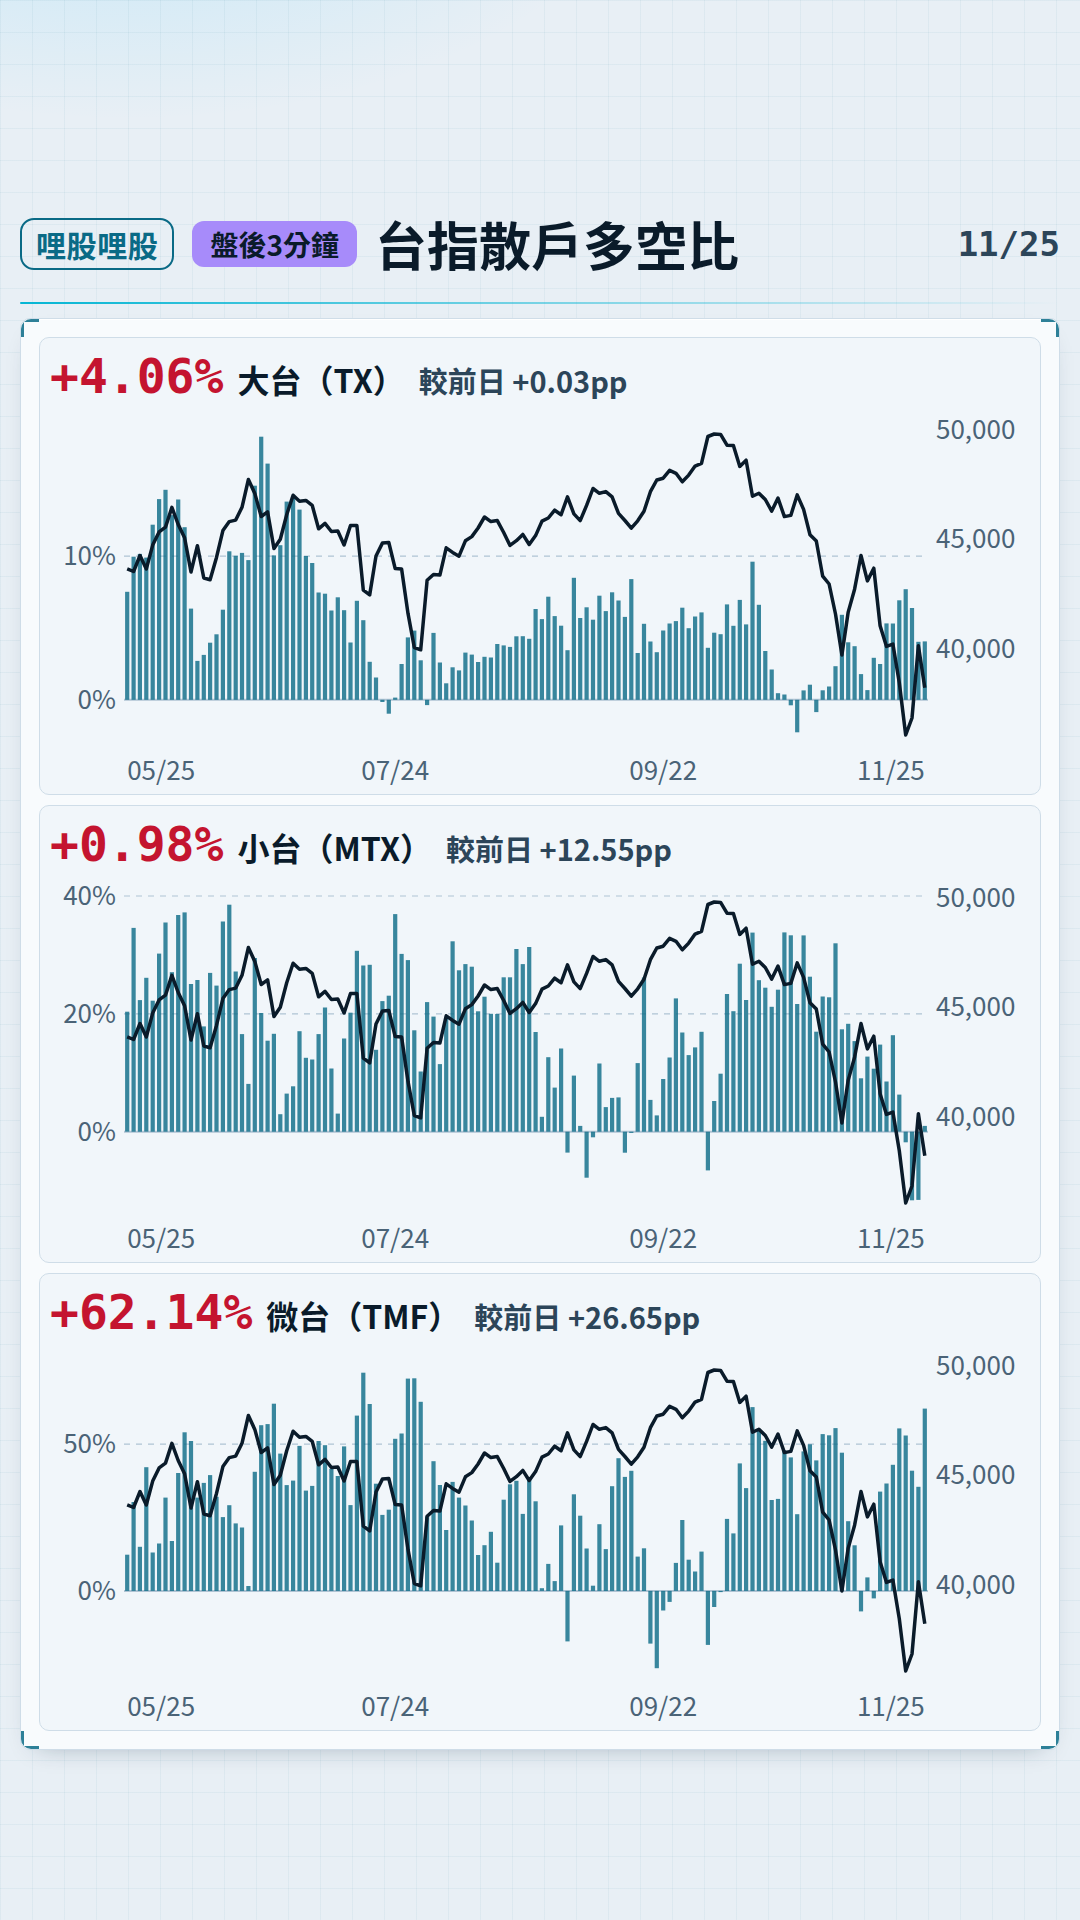 哩股哩股 盤後3分鐘 台指散戶多空比 11/25
+4.06% 大台（TX） 較前日 +0.03pp
50,000
45,000
10%
40,000
0%
05/25 07/24 09/22 11/25
+0.98% 小台（MTX） 較前日 +12.55pp
40% 50,000
20% 45,000
0% 40,000
05/25 07/24 09/22 11/25
+62.14% 微台（TMF） 較前日 +26.65pp
50,000
50%
45,000
0% 40,000
05/25 07/24 09/22 11/25